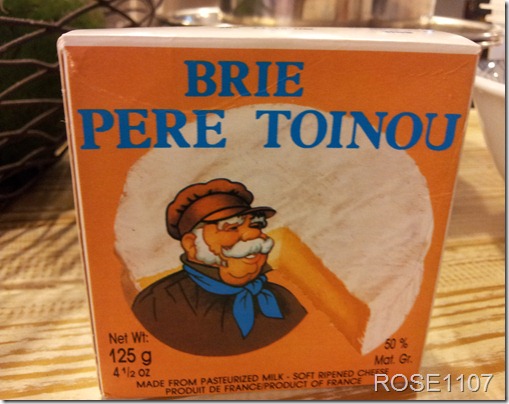 BRIE
PERE TOINOU
Net Wt:
125 g
4 1/2 oz
50 %
Mat. Gr.
MADE FROM PASTEURIZED MILK - SOFT RIPENED CHEESE
PRODUIT DE FRANCE/PRODUCT OF FRANCE
ROSE1107